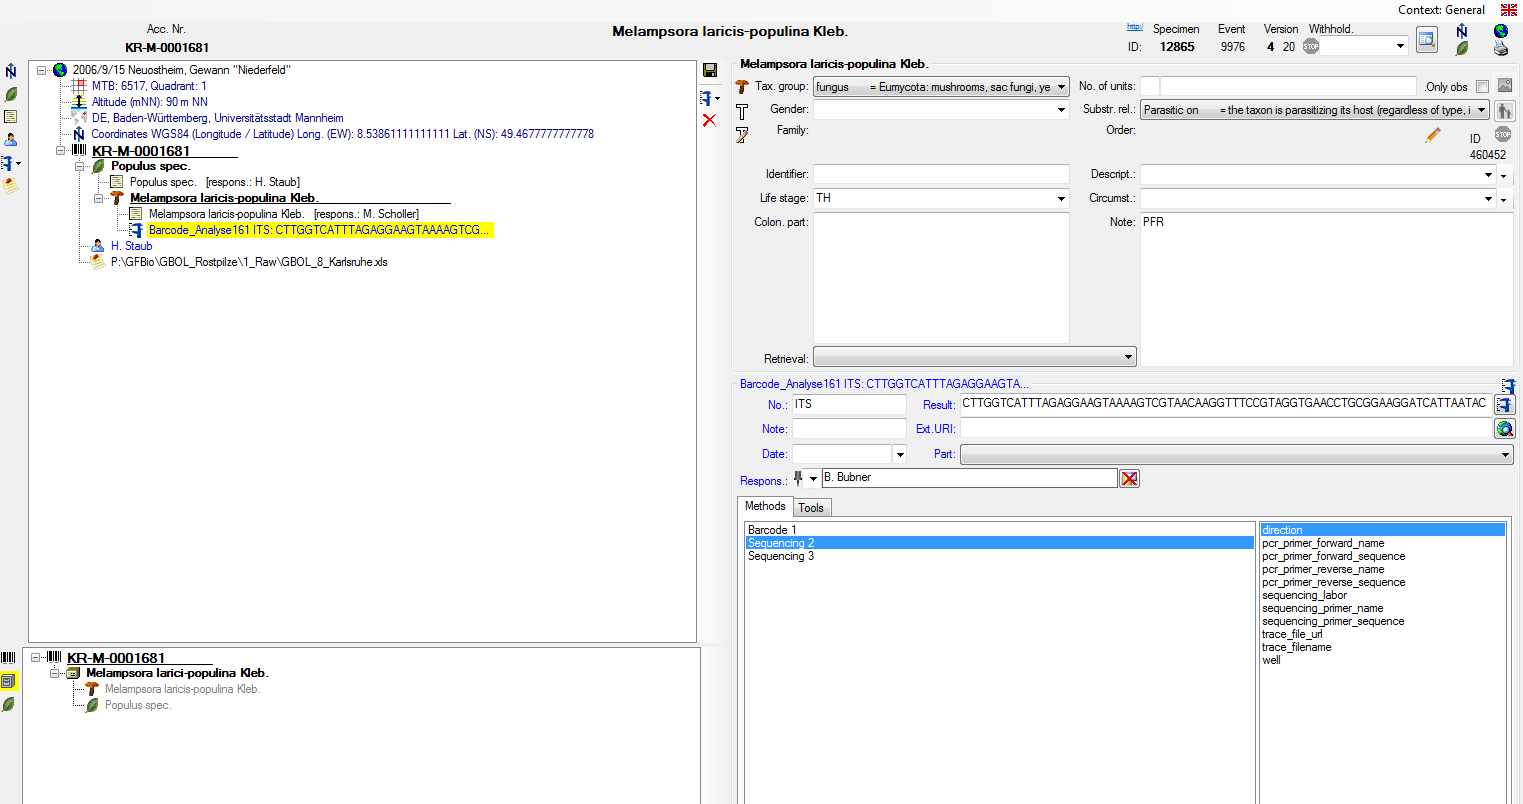 Context: General
Acc. Nr.
KR-M-0001681
Melampsora laricis-populina Kleb.
http:/
Specimen Event Version Withhold.
ID: 12865 9976 4 20 STOP
2006/9/15 Neuostheim, Gewann "Niederfeld"
MTB: 6517, Quadrant: 1
Altitude (mNN): 90 m NN
DE, Baden-Württemberg, Universitätsstadt Mannheim
Coordinates WGS84 (Longitude / Latitude) Long. (EW): 8.53861111111111 Lat. (NS): 49.4677777777778
KR-M-0001681
Populus spec.
Populus spec. [respons.: H. Staub]
Melampsora laricis-populina Kleb.
Melampsora laricis-populina Kleb. [respons.: M. Scholler]
Barcode_Analyse161 ITS: CTTGGTCATTTAGAGGAAGTAAAAGTCG...
H. Staub
P:\GFBio\GBOL_Rostpilze\1_Raw\GBOL_8_Karlsruhe.xls
Melampsora laricis-populina Kleb.
Tax. group: fungus = Eumycota: mushrooms, sac fungi, ye No. of units: Only obs
Gender: Substr. rel.: Parasitic on = the taxon is parasitizing its host (regardless of type, i
Family: Order: ID STOP
460452
Identifier: Descript.:
Life stage: TH Circumst.:
Colon. part: Note: PFR
Retrieval:
Barcode_Analyse161 ITS: CTTGGTCATTTAGAGGAAGTA...
No.: ITS Result: CTTGGTCATTTAGAGGAAGTAAAAGTCGTAACAAGGTTTCCGTAGGTGAACCTGCGGAAGGATCATTAATAC
Note: Ext.URI:
Date: Part:
Respons.: B. Bubner
Methods Tools
Barcode 1
Sequencing 2
Sequencing 3
direction
pcr_primer_forward_name
pcr_primer_forward_sequence
pcr_primer_reverse_name
pcr_primer_reverse_sequence
sequencing_labor
sequencing_primer_name
sequencing_primer_sequence
trace_file_url
trace_filename
well
KR-M-0001681
Melampsora larici-populina Kleb.
Melampsora laricis-populina Kleb.
Populus spec.